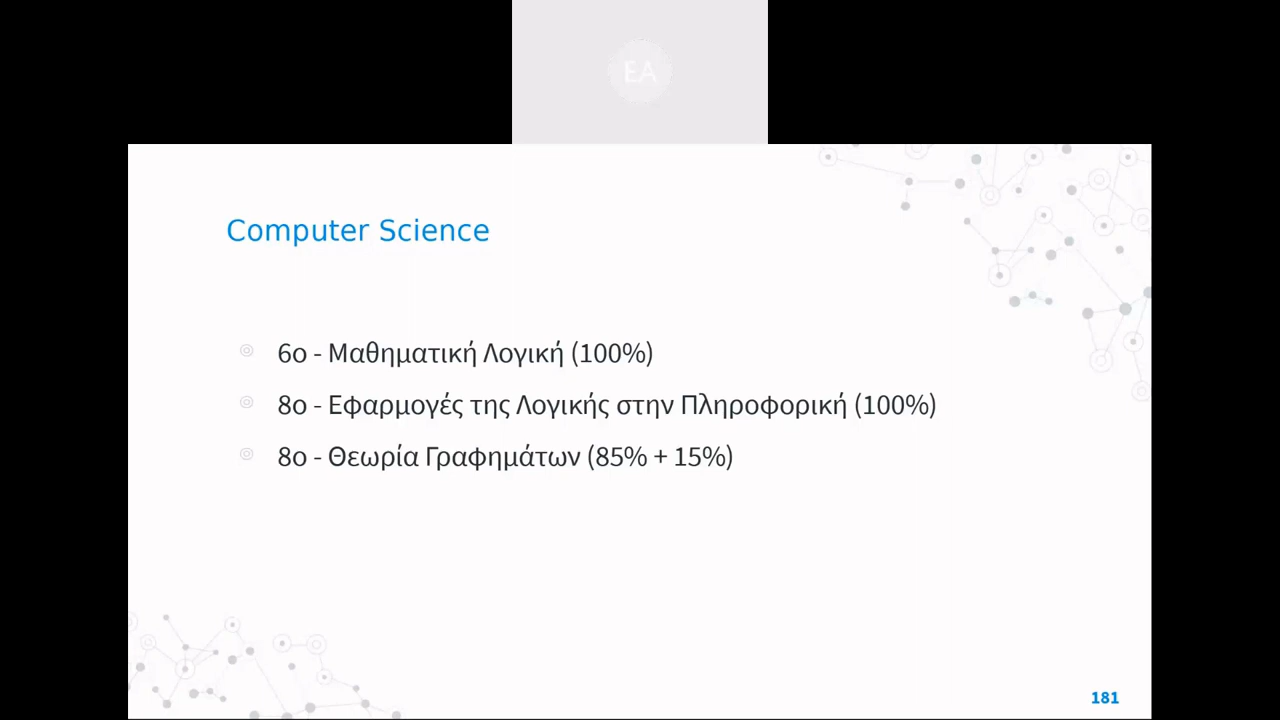 EA
Computer Science
6ο - Μαθηματική Λογική (100%)
8ο - Εφαρμογές της Λογικής στην Πληροφορική (100%)
8ο - Θεωρία Γραφημάτων (85% + 15%)
181